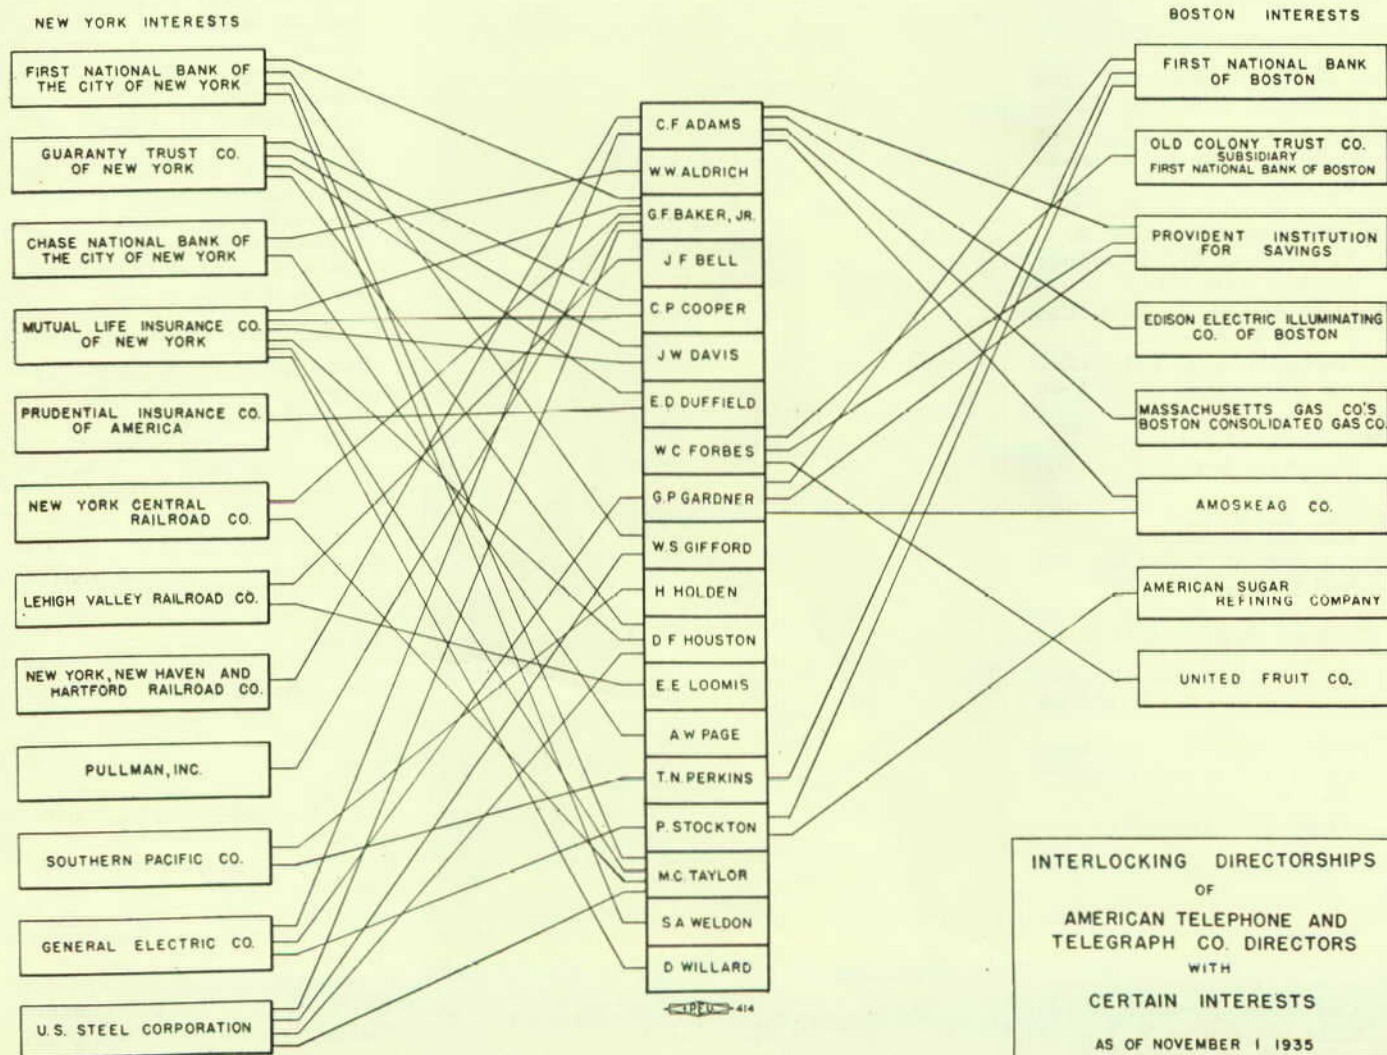 NEW YORK INTERESTS
FIRST NATIONAL BANK OF
THE CITY OF NEW YORK
GUARANTY TRUST CO.
OF NEW YORK
CHASE NATIONAL BANK OF
THE CITY OF NEW YORK
MUTUAL LIFE INSURANCE CO.
OF NEW YORK
PRUDENTIAL INSURANCE CO.
OF AMERICA
NEW YORK CENTRAL
RAILROAD CO.
LEHIGH VALLEY RAILROAD CO.
NEW YORK, NEW HAVEN AND
HARTFORD RAILROAD CO.
PULLMAN, INC.
SOUTHERN PACIFIC CO.
GENERAL ELECTRIC CO.
U.S. STEEL CORPORATION
C.F ADAMS
W.W. ALDRICH
G.F. BAKER, JR.
J F BELL
C.P COOPER
J W DAVIS
E.D DUFFIELD
W C FORBES
G.P GARDNER
W.S GIFFORD
H HOLDEN
D F HOUSTON
E.E LOOMIS
A W PAGE
T.N. PERKINS
P. STOCKTON
M.C. TAYLOR
S A WELDON
D WILLARD
414
BOSTON INTERESTS
FIRST NATIONAL BANK
OF BOSTON
OLD COLONY TRUST CO.
SUBSIDIARY
FIRST NATIONAL BANK OF BOSTON
PROVIDENT INSTITUTION
FOR SAVINGS
EDISON ELECTRIC ILLUMINATING
CO. OF BOSTON
MASSACHUSETTS GAS CO'S
BOSTON CONSOLIDATED GAS CO.
AMOSKEAG CO.
AMERICAN SUGAR
REFINING COMPANY
UNITED FRUIT CO.
INTERLOCKING DIRECTORSHIPS
OF
AMERICAN TELEPHONE AND
TELEGRAPH CO. DIRECTORS
WITH
CERTAIN INTERESTS
AS OF NOVEMBER 1 1935